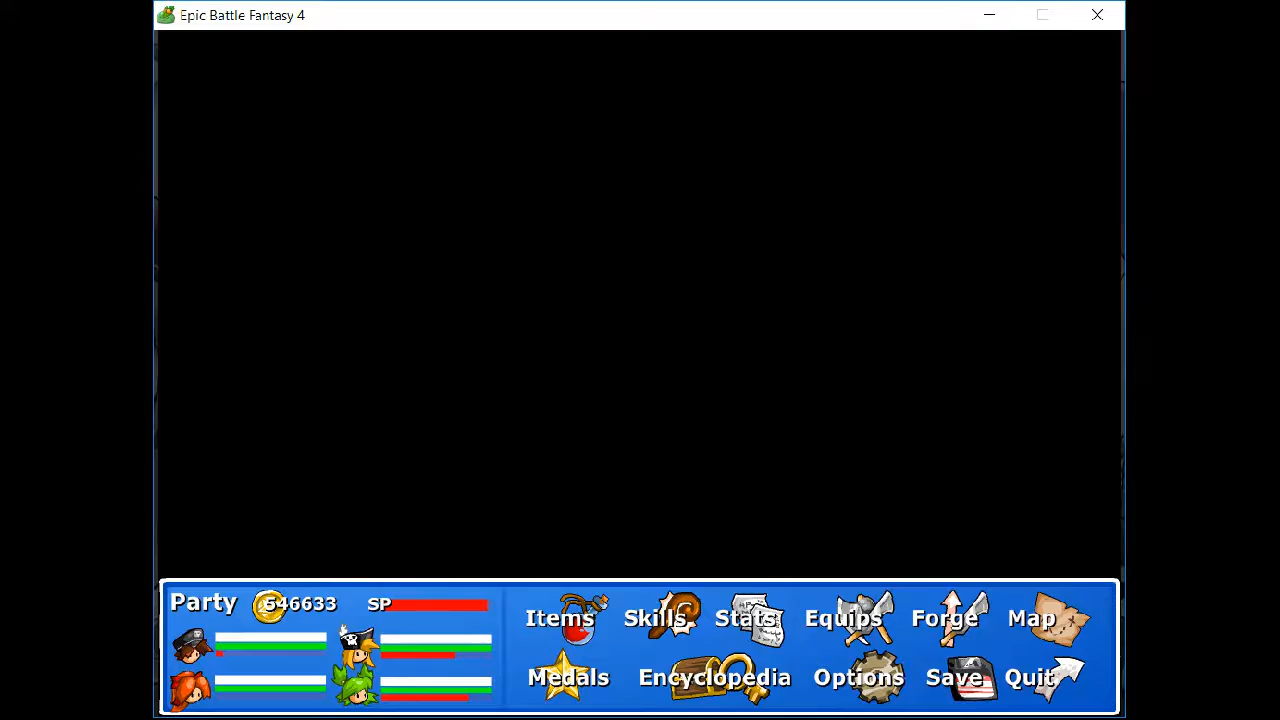 Epic Battle Fantasy 4
Party 546633 SP
Items Skills Stats Equips Forge Map
Medals Encyclopedia Options Save Quit